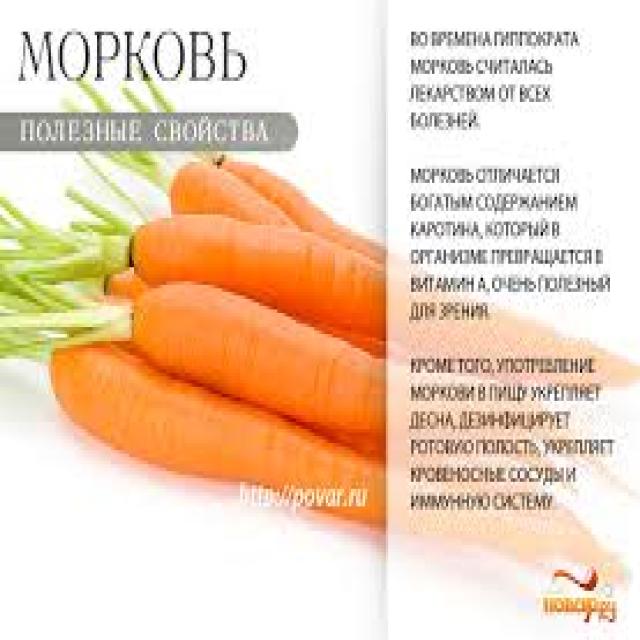 МОРКОВЬ
ПОЛЕЗНЫЕ СВОЙСТВА
ВО ВРЕМЕНА ГИППОКРАТА
МОРКОВЬ СЧИТАЛАСЬ
ЛЕКАРСТВОМ ОТ ВСЕХ
БОЛЕЗНЕЙ.
МОРКОВЬ ОТЛИЧАЕТСЯ
БОГАТЫМ СОДЕРЖАНИЕМ
КАРОТИНА, КОТОРЫЙ В
ОРГАНИЗМЕ ПРЕВРАЩАЕТСЯ В
ВИТАМИН А, ОЧЕНЬ ПОЛЕЗНЫЙ
ДЛЯ ЗРЕНИЯ.
КРОМЕ ТОГО, УПОТРЕБЛЕНИЕ
МОРКОВИ В ПИЩУ УКРЕПЛЯЕТ
ДЕСНА, ДЕЗИНФИЦИРУЕТ
РОТОВУЮ ПОЛОСТЬ, УКРЕПЛЯЕТ
КРОВЕНОСНЫЕ СОСУДЫ И
ИММУННУЮ СИСТЕМУ.
http://povar.ru
повар.ру